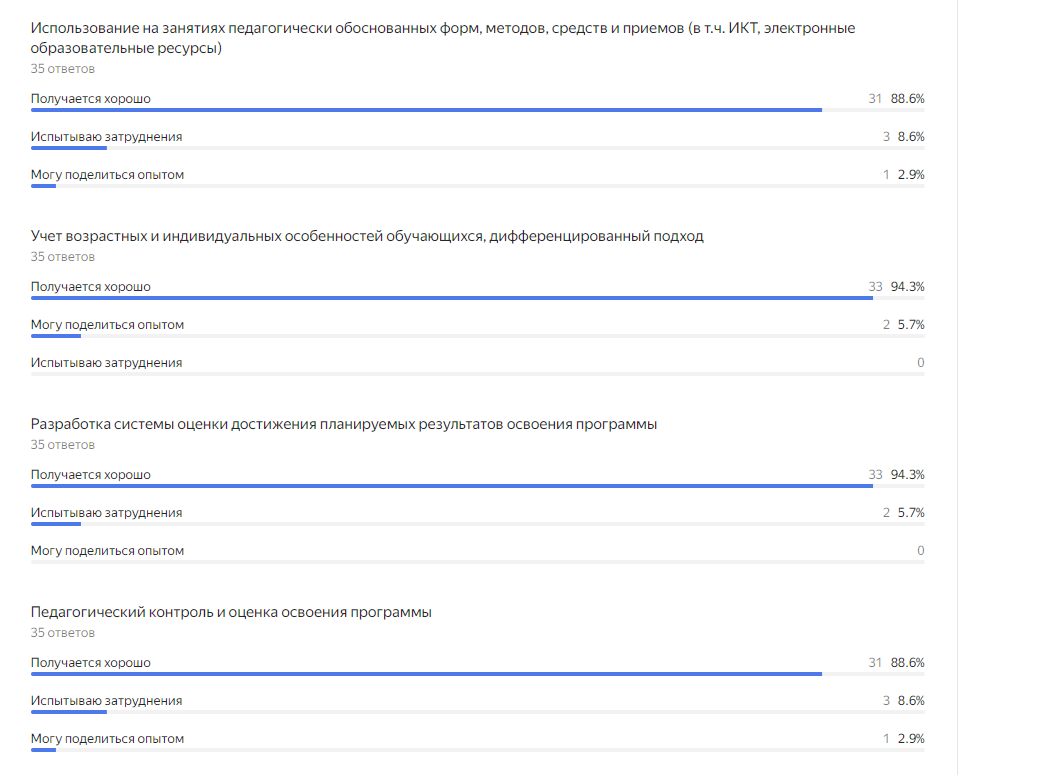 Использование на занятиях педагогически обоснованных форм, методов, средств и приемов (в т.ч. ИКТ, электронные
образовательные ресурсы)
35 ответов
Получается хорошо 31 88.6%
Испытываю затруднения 3 8.6%
Могу поделиться опытом 1 2.9%
Учет возрастных и индивидуальных особенностей обучающихся, дифференцированный подход
35 ответов
Получается хорошо 33 94.3%
Могу поделиться опытом 2 5.7%
Испытываю затруднения 0
Разработка системы оценки достижения планируемых результатов освоения программы
35 ответов
Получается хорошо 33 94.3%
Испытываю затруднения 2 5.7%
Могу поделиться опытом 0
Педагогический контроль и оценка освоения программы
35 ответов
Получается хорошо 31 88.6%
Испытываю затруднения 3 8.6%
Могу поделиться опытом 1 2.9%